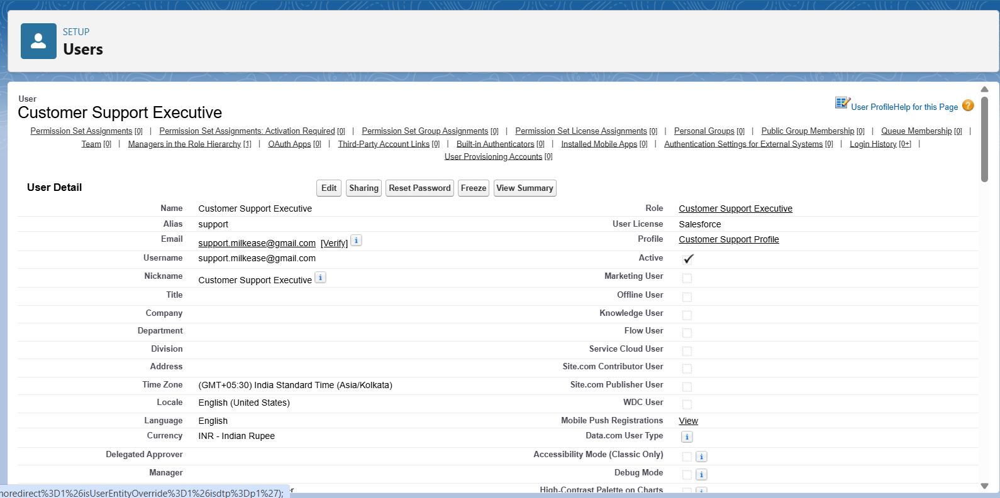 SETUP
Users
User
Customer Support Executive
User Profile Help for this Page ?
Permission Set Assignments [0] | Permission Set Assignments: Activation Required [0] | Permission Set Group Assignments [0] | Permission Set License Assignments [0] | Personal Groups [0] | Public Group Membership [0] | Queue Membership [0] |
Team [0] | Managers in the Role Hierarchy [1] | OAuth Apps [0] | Third-Party Account Links [0] | Built-in Authenticators [0] | Installed Mobile Apps [0] | Authentication Settings for External Systems [0] | Login History [0+] |
User Provisioning Accounts [0]
User Detail Edit Sharing Reset Password Freeze View Summary
Name Customer Support Executive Role Customer Support Executive
Alias support User License Salesforce
Email support.milkease@gmail.com [Verify] i Profile Customer Support Profile
Username support.milkease@gmail.com Active
Nickname Customer Support Executive i Marketing User
Title Offline User
Company Knowledge User
Department Flow User
Division Service Cloud User
Address Site.com Contributor User
Time Zone (GMT+05:30) India Standard Time (Asia/Kolkata) Site.com Publisher User
Locale English (United States) WDC User
Language English Mobile Push Registrations View
Currency INR - Indian Rupee Data.com User Type i
Delegated Approver Accessibility Mode (Classic Only) i
Manager Debug Mode i
High-Contrast Palette on Charts i
noredirect%3D1%26isUserEntityOverride%3D1%26isdtp%3Dp1%27);